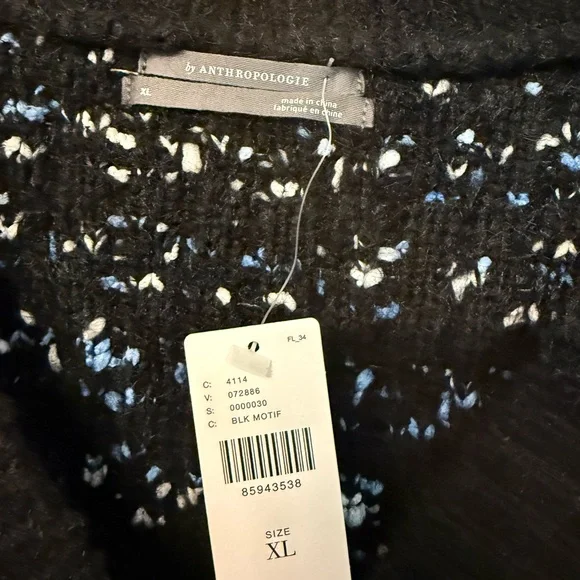 by ANTHROPOLOGIE
XL
made in china
fabriqué en chine
FL_34
C: 4114
V: 072886
S: 0000030
C: BLK MOTIF
85943538
SIZE
XL